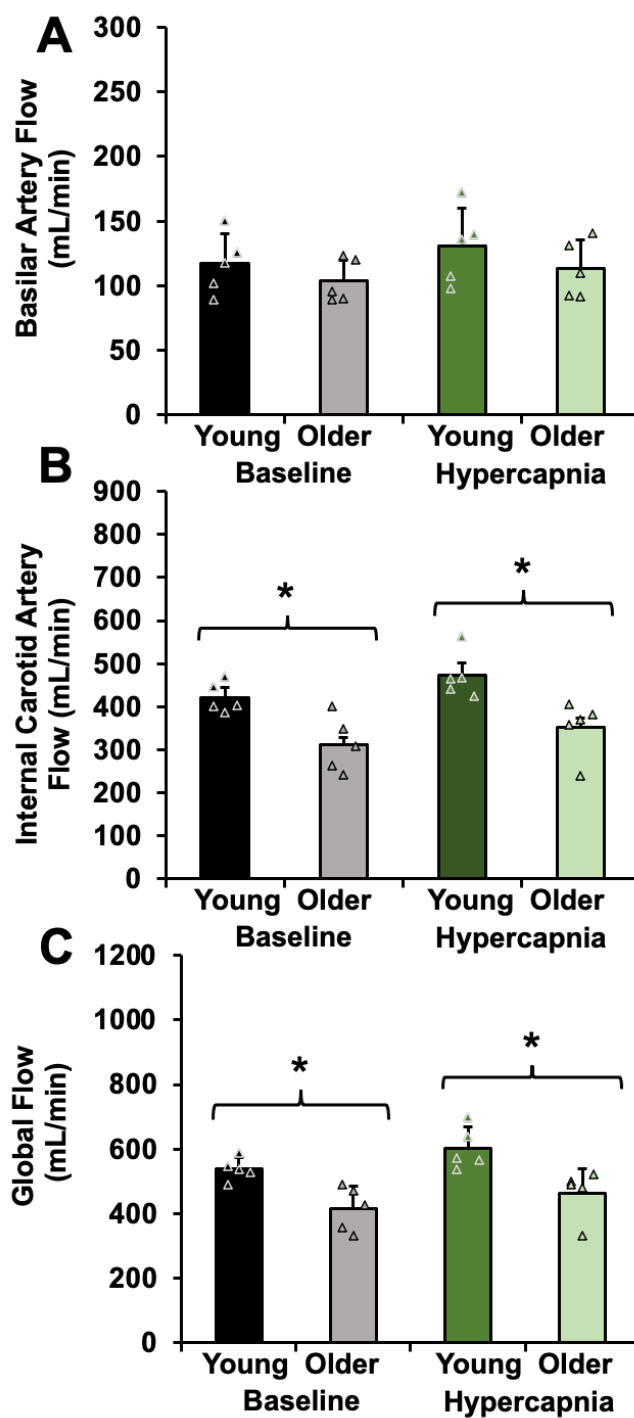 A
Basilar Artery Flow
(mL/min)
300
250
200
150
100
50
0
Young Older Young Older
Baseline Hypercapnia
B
Internal Carotid Artery
Flow (mL/min)
900
800
700
600
500
400
300
200
100
0
* *
Young Older Young Older
Baseline Hypercapnia
C
Global Flow
(mL/min)
1200
1000
800
600
400
200
0
* *
Young Older Young Older
Baseline Hypercapnia